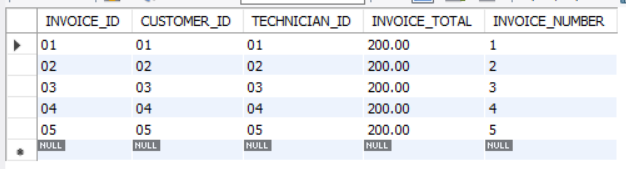 INVOICE_ID CUSTOMER_ID TECHNICIAN_ID INVOICE_TOTAL INVOICE_NUMBER
01 01 01 200.00 1
02 02 02 200.00 2
03 03 03 200.00 3
04 04 04 200.00 4
05 05 05 200.00 5
NULL NULL NULL NULL NULL